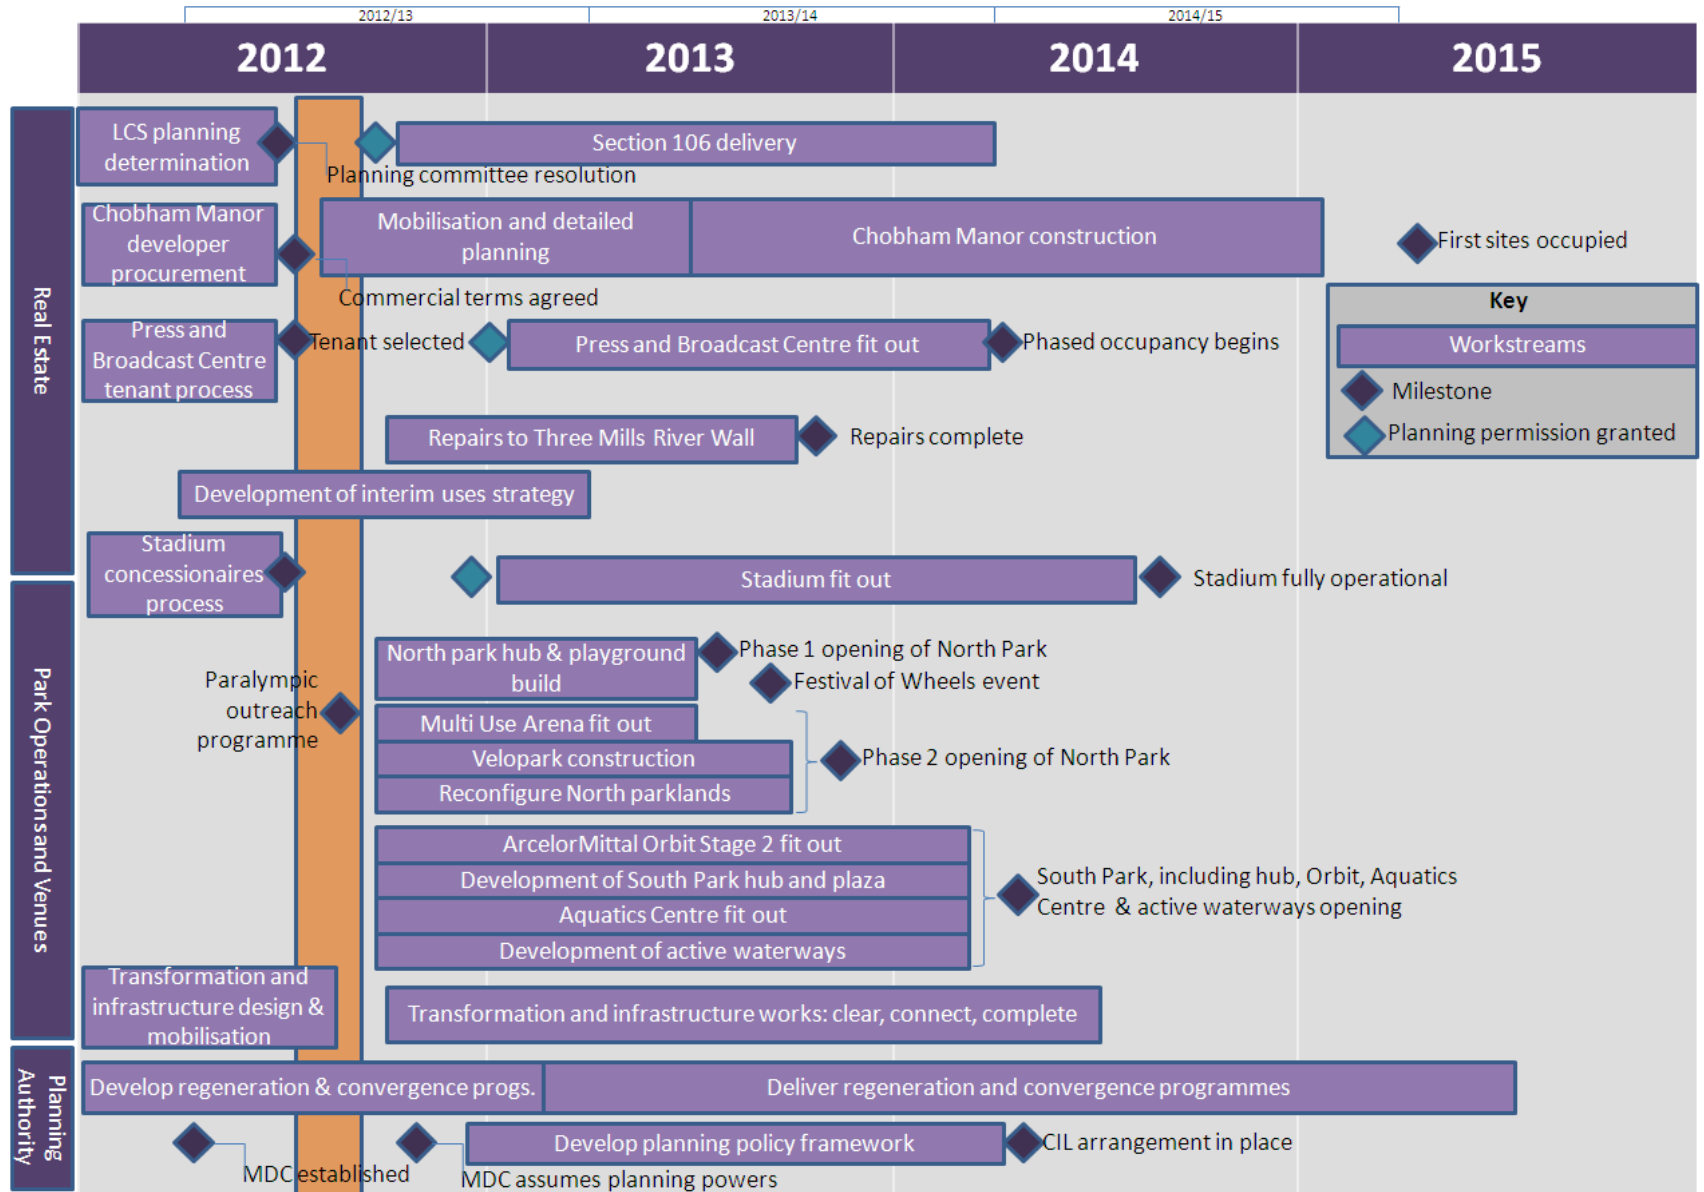 2012/13
2013/14
2014/15
2012
2013
2014
2015
Real Estate
LCS planning
determination
Section 106 delivery
Planning committee resolution
Chobham Manor
developer
procurement
Mobilisation and detailed
planning
Chobham Manor construction
First sites occupied
Commercial terms agreed
Key
Workstreams
Milestone
Planning permission granted
Press and
Broadcast Centre
tenant process
Tenant selected
Press and Broadcast Centre fit out
Phased occupancy begins
Repairs to Three Mills River Wall
Repairs complete
Development of interim uses strategy
Stadium
concessionaires
process
Stadium fit out
Stadium fully operational
Park Operations and Venues
North park hub & playground
build
Phase 1 opening of North Park
Festival of Wheels event
Paralympic
outreach
programme
Multi Use Arena fit out
Velopark construction
Reconfigure North parklands
Phase 2 opening of North Park
ArcelorMittal Orbit Stage 2 fit out
Development of South Park hub and plaza
Aquatics Centre fit out
Development of active waterways
South Park, including hub, Orbit, Aquatics
Centre & active waterways opening
Transformation and
infrastructure design &
mobilisation
Transformation and infrastructure works: clear, connect, complete
Planning
Authority
Develop regeneration & convergence progs.
Deliver regeneration and convergence programmes
Develop planning policy framework
CIL arrangement in place
MDC established
MDC assumes planning powers